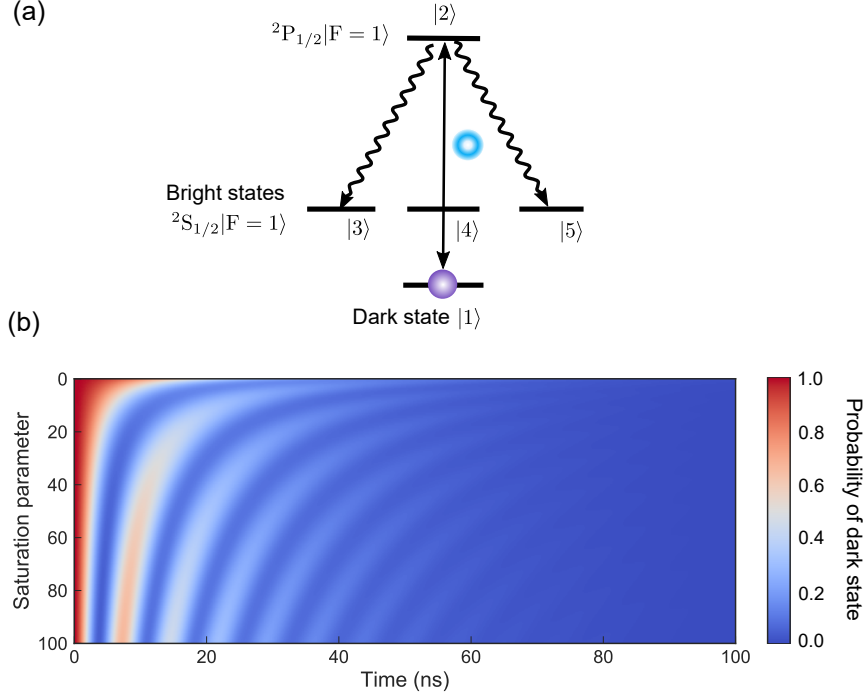 (a)
|2⟩
²P₁/₂|F = 1⟩
Bright states
²S₁/₂|F = 1⟩
|3⟩ |4⟩ |5⟩
Dark state |1⟩
(b)
Saturation parameter
0
20
40
60
80
100
0 20 40 60 80 100
Time (ns)
1.0
0.8
0.6
0.4
0.2
0.0
Probability of dark state